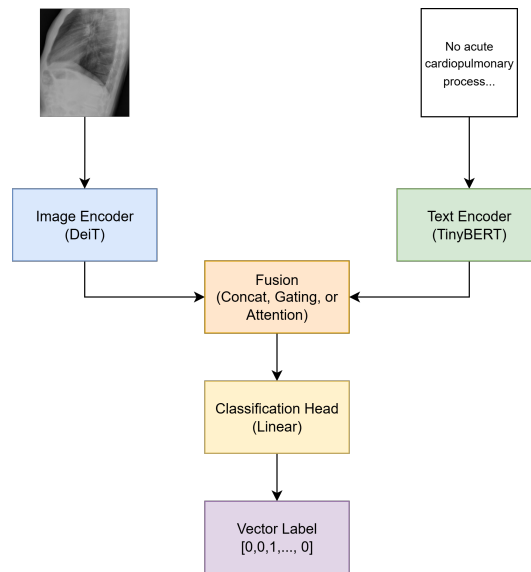 No acute
cardiopulmonary
process...
Image Encoder
(DeiT)
Text Encoder
(TinyBERT)
Fusion
(Concat, Gating, or
Attention)
Classification Head
(Linear)
Vector Label
[0,0,1,..., 0]